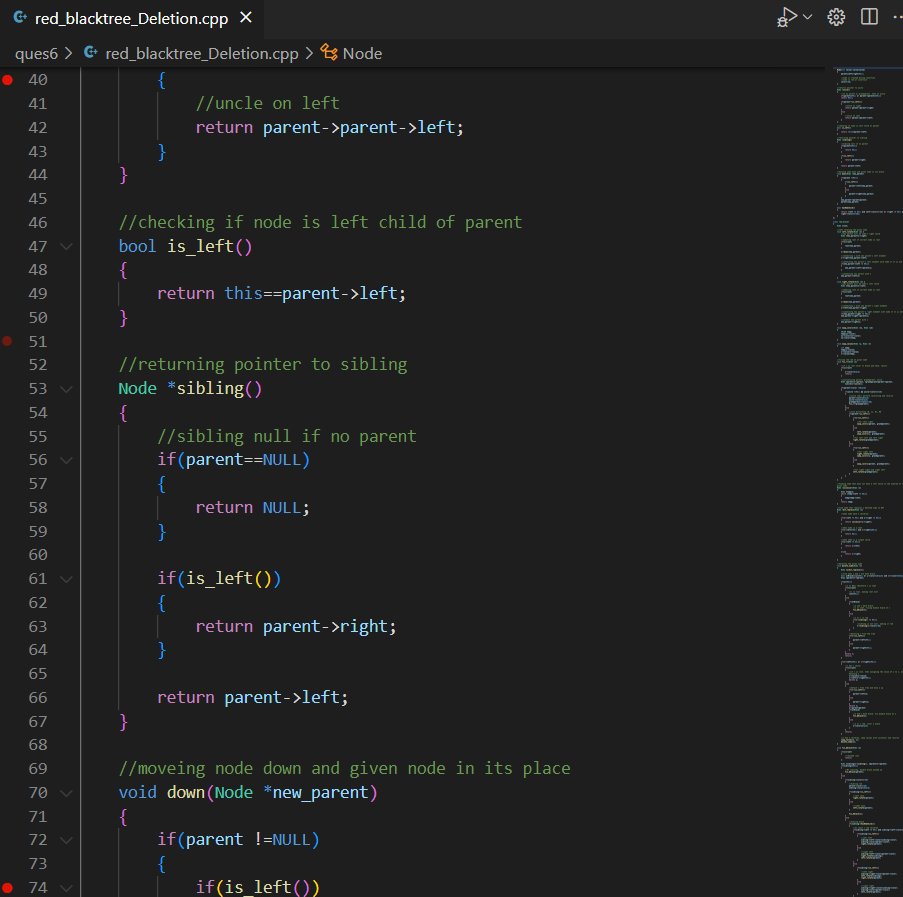 red_blacktree_Deletion.cpp
ques6 > red_blacktree_Deletion.cpp > Node
40 {
41 //uncle on left
42 return parent->parent->left;
43 }
44 }
45
46 //checking if node is left child of parent
47 bool is_left()
48 {
49 return this==parent->left;
50 }
51
52 //returning pointer to sibling
53 Node *sibling()
54 {
55 //sibling null if no parent
56 if(parent==NULL)
57 {
58 return NULL;
59 }
60
61 if(is_left())
62 {
63 return parent->right;
64 }
65
66 return parent->left;
67 }
68
69 //moveing node down and given node in its place
70 void down(Node *new_parent)
71 {
72 if(parent !=NULL)
73 {
74 if(is_left())